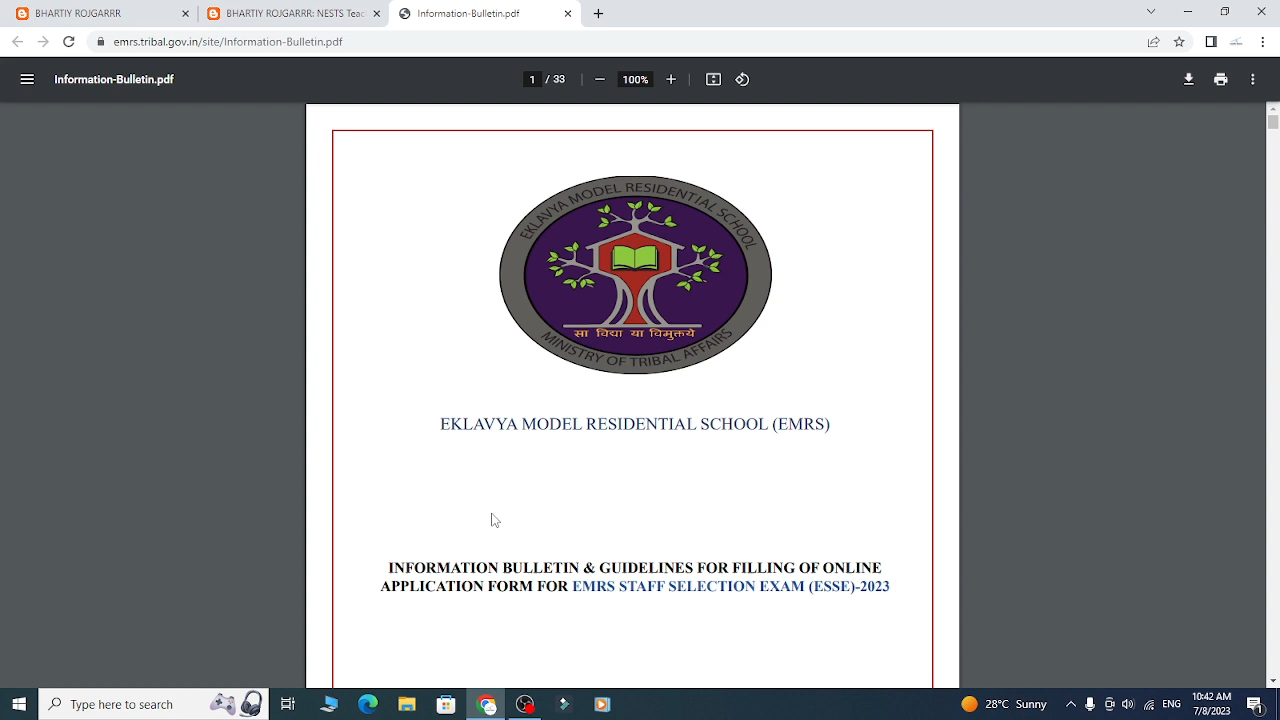 BHARTIY ROJGARRR
BHARTIY ROJGARRR: NESTS Teac
Information-Bulletin.pdf
emrs.tribal.gov.in/site/Information-Bulletin.pdf
Information-Bulletin.pdf
1 / 33
100%
EKLAVYA MODEL RESIDENTIAL SCHOOL
सा विद्या या विमुक्तये
MINISTRY OF TRIBAL AFFAIRS
EKLAVYA MODEL RESIDENTIAL SCHOOL (EMRS)
INFORMATION BULLETIN & GUIDELINES FOR FILLING OF ONLINE
APPLICATION FORM FOR EMRS STAFF SELECTION EXAM (ESSE)-2023
Type here to search
28°C Sunny
ENG
10:42 AM
7/8/2023
1